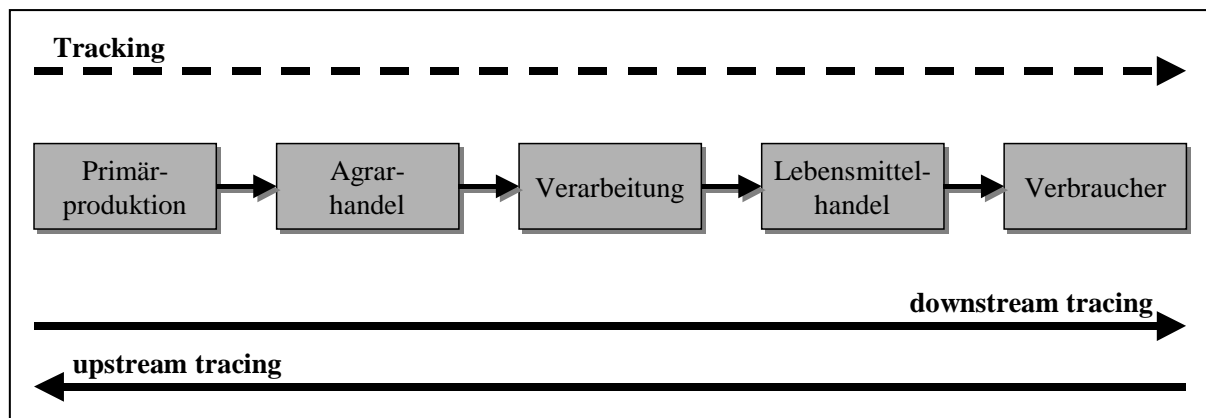 Tracking
Primär-
produktion
Agrar-
handel
Verarbeitung
Lebensmittel-
handel
Verbraucher
downstream tracing
upstream tracing